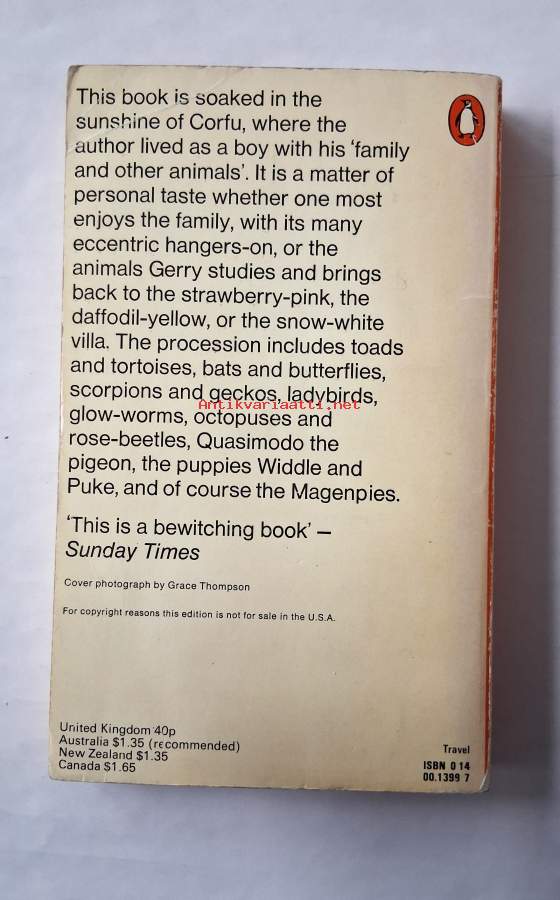 This book is soaked in the
sunshine of Corfu, where the
author lived as a boy with his ‘family
and other animals’. It is a matter of
personal taste whether one most
enjoys the family, with its many
eccentric hangers-on, or the
animals Gerry studies and brings
back to the strawberry-pink, the
daffodil-yellow, or the snow-white
villa. The procession includes toads
and tortoises, bats and butterflies,
scorpions and geckos, ladybirds,
Antikvariaatti.net
glow-worms, octopuses and
rose-beetles, Quasimodo the
pigeon, the puppies Widdle and
Puke, and of course the Magenpies.
‘This is a bewitching book’ –
Sunday Times
Cover photograph by Grace Thompson
For copyright reasons this edition is not for sale in the U.S.A.
United Kingdom 40p
Australia $1.35 (recommended)
New Zealand $1.35
Canada $1.65
Travel
ISBN 0 14
00.1399 7